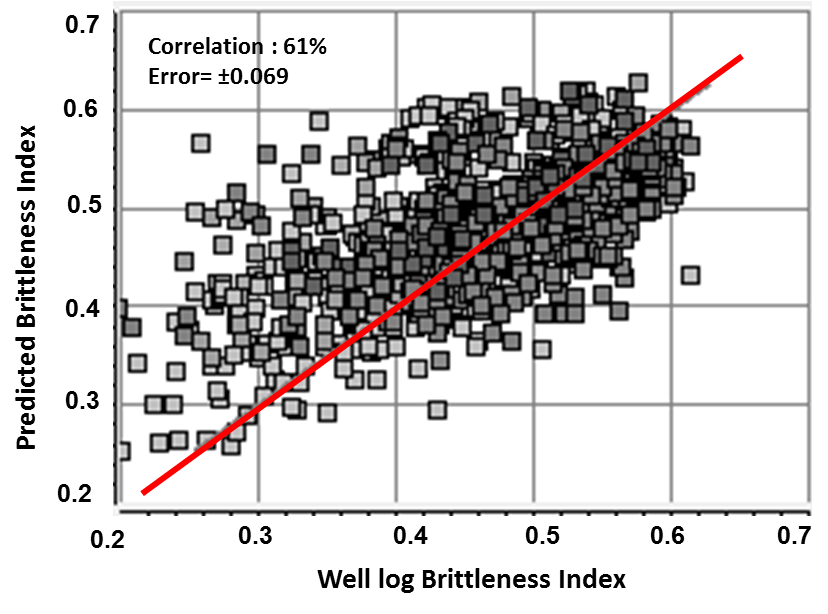 0.7
Correlation : 61%
Error= ±0.069
0.6
0.5
0.4
0.3
0.2
Predicted Brittleness Index
0.2 0.3 0.4 0.5 0.6 0.7
Well log Brittleness Index